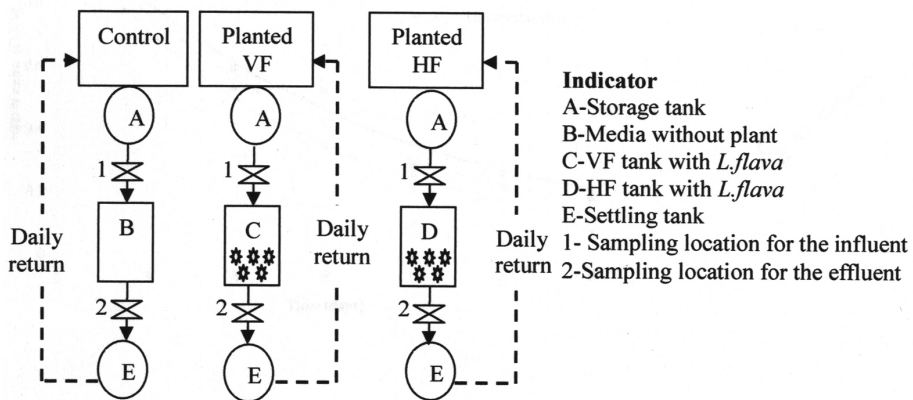 Control
Planted
VF
Planted
HF
A
A
A
1
1
1
B
C
D
Daily
return
Daily
return
Daily
return
2
2
2
E
E
E
Indicator
A-Storage tank
B-Media without plant
C-VF tank with L.flava
D-HF tank with L.flava
E-Settling tank
1- Sampling location for the influent
2-Sampling location for the effluent